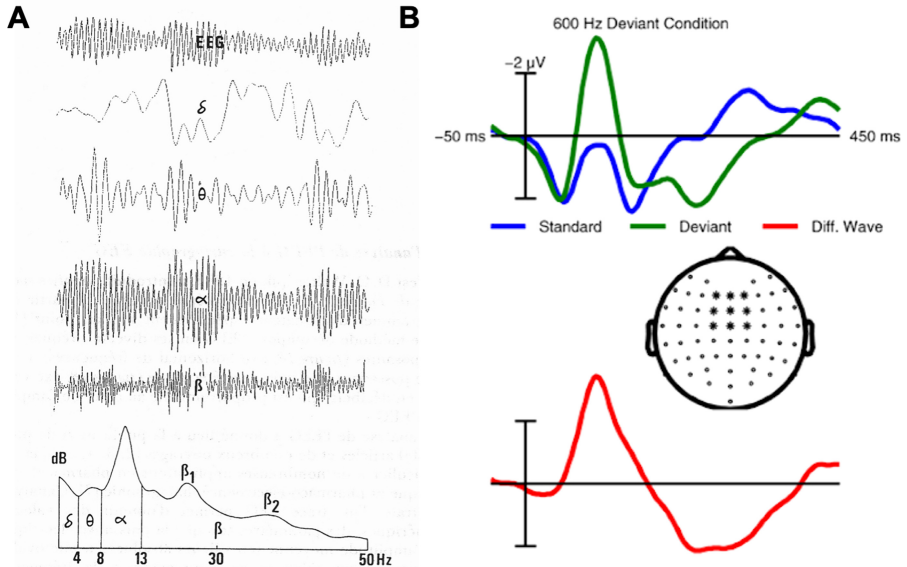 A
EEG
δ
θ
α
β
dB
β1
β2
δ θ α β
4 8 13 30 50 Hz
B
600 Hz Deviant Condition
−2 μV
−50 ms
450 ms
Standard Deviant Diff. Wave